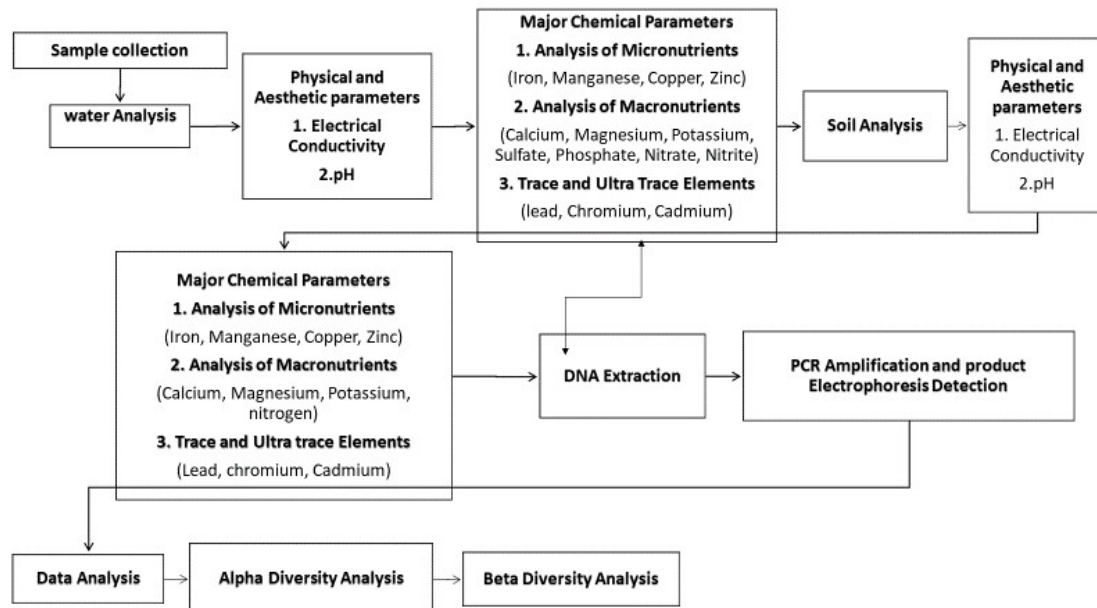 Sample collection
water Analysis
Physical and
Aesthetic parameters
1. Electrical
Conductivity
2.pH
Major Chemical Parameters
1. Analysis of Micronutrients
(Iron, Manganese, Copper, Zinc)
2. Analysis of Macronutrients
(Calcium, Magnesium, Potassium,
Sulfate, Phosphate, Nitrate, Nitrite)
3. Trace and Ultra Trace Elements
(lead, Chromium, Cadmium)
Soil Analysis
Physical and
Aesthetic
parameters
1. Electrical
Conductivity
2.pH
Major Chemical Parameters
1. Analysis of Micronutrients
(Iron, Manganese, Copper, Zinc)
2. Analysis of Macronutrients
(Calcium, Magnesium, Potassium,
nitrogen)
3. Trace and Ultra trace Elements
(Lead, chromium, Cadmium)
DNA Extraction
PCR Amplification and product
Electrophoresis Detection
Data Analysis
Alpha Diversity Analysis
Beta Diversity Analysis